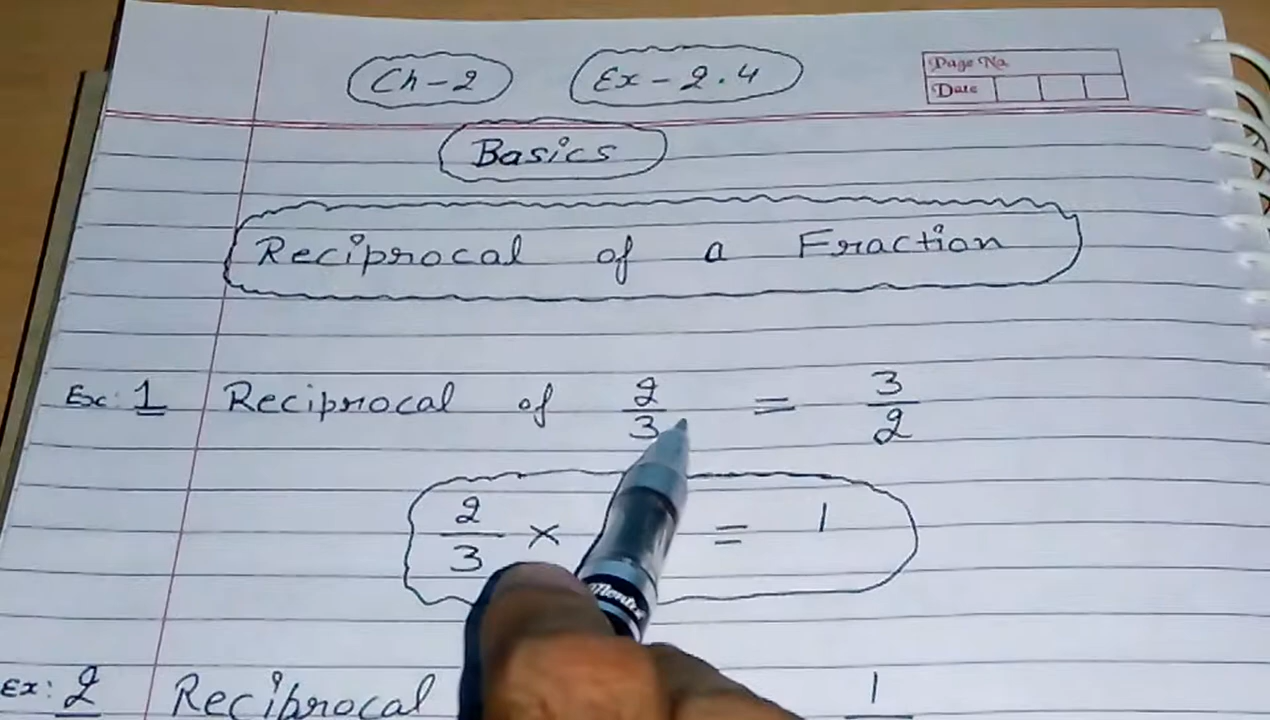 Ch-2 Ex-2.4
Page No.
Date
Basics
Reciprocal of a Fraction
Ex: 1 Reciprocal of 2/3 = 3/2
2/3 × = 1
Ex: 2 Reciprocal 1